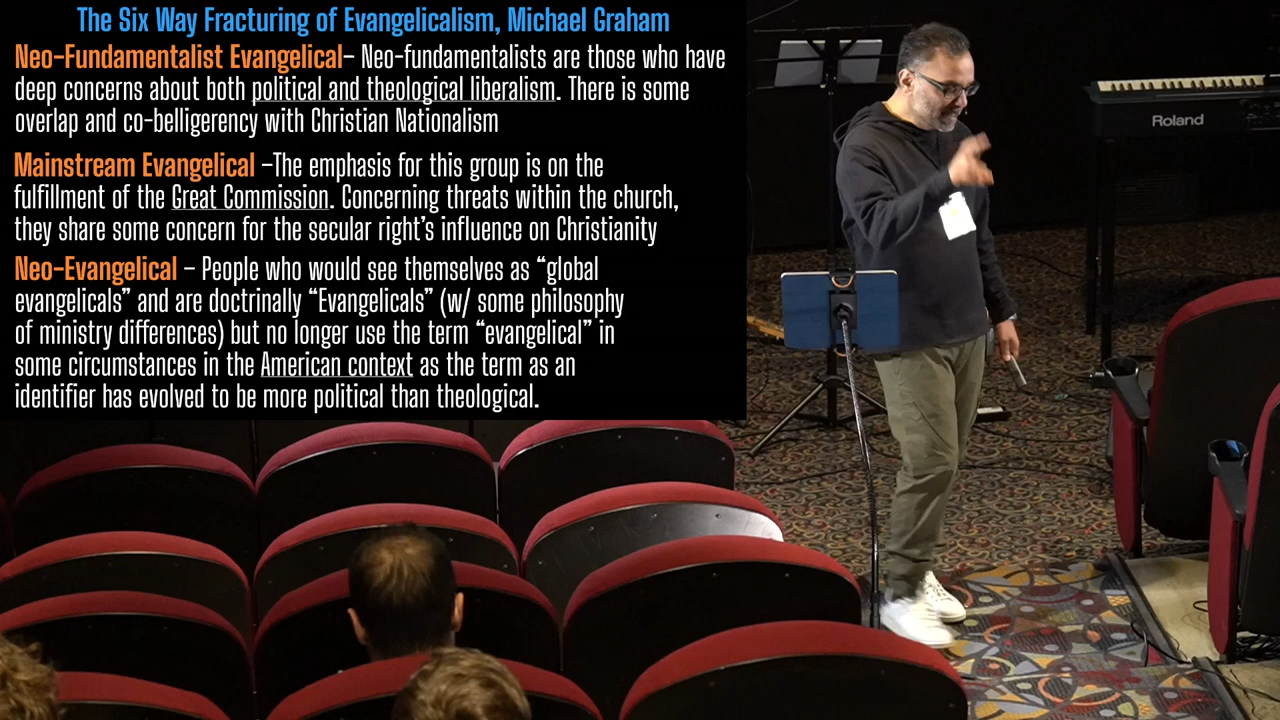 The Six Way Fracturing of Evangelicalism, Michael Graham
Neo-Fundamentalist Evangelical– Neo-fundamentalists are those who have
deep concerns about both political and theological liberalism. There is some
overlap and co-belligerency with Christian Nationalism
Mainstream Evangelical –The emphasis for this group is on the
fulfillment of the Great Commission. Concerning threats within the church,
they share some concern for the secular right’s influence on Christianity
Neo-Evangelical – People who would see themselves as “global
evangelicals” and are doctrinally “Evangelicals” (w/ some philosophy
of ministry differences) but no longer use the term “evangelical” in
some circumstances in the American context as the term as an
identifier has evolved to be more political than theological.
Roland